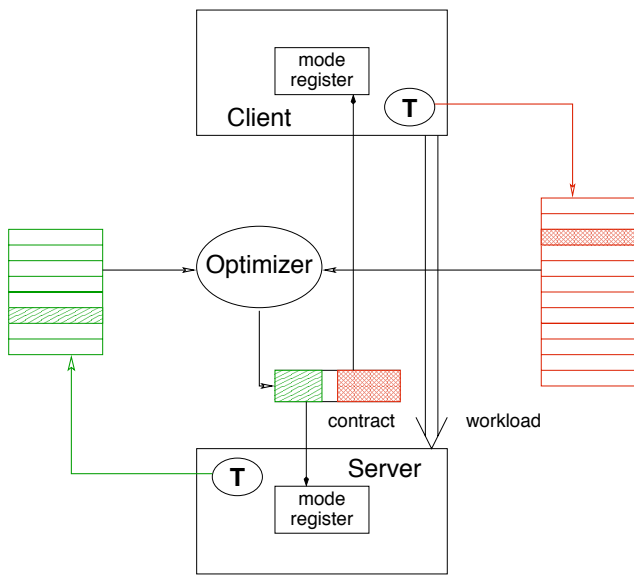 mode
register
T
Client
Optimizer
contract
workload
Server
T
mode
register